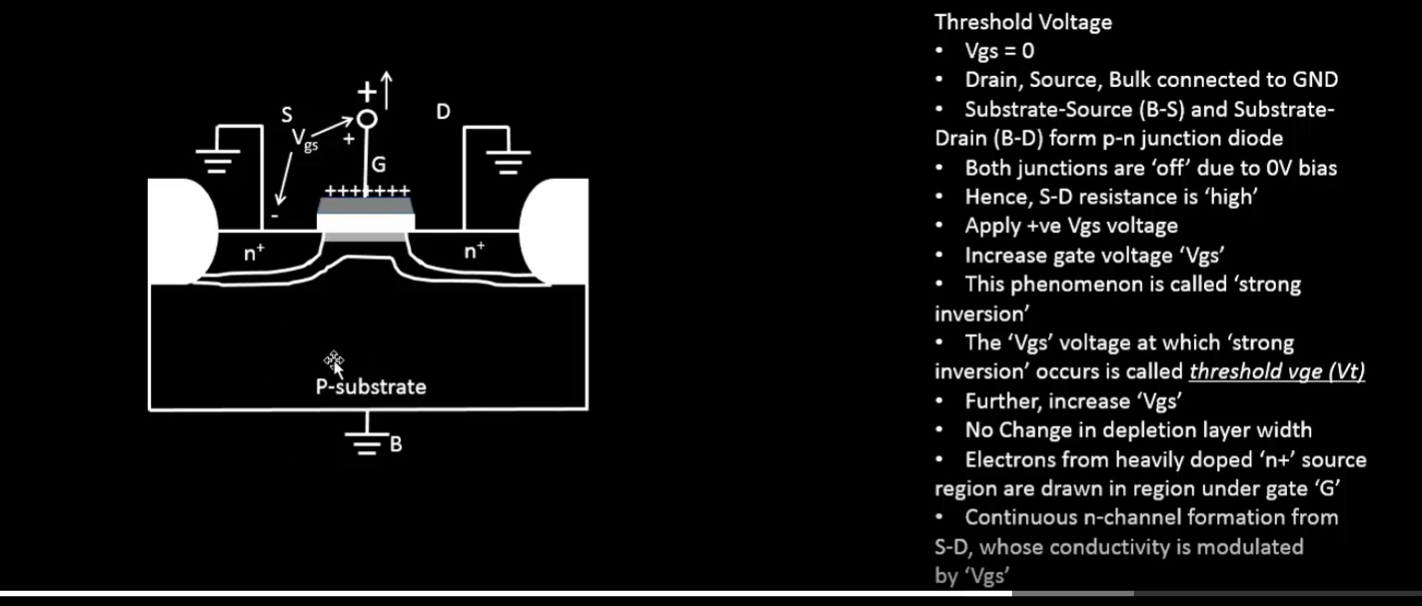 Threshold Voltage
• Vgs = 0
• Drain, Source, Bulk connected to GND
• Substrate-Source (B-S) and Substrate-
Drain (B-D) form p-n junction diode
• Both junctions are ‘off’ due to 0V bias
• Hence, S-D resistance is ‘high’
• Apply +ve Vgs voltage
• Increase gate voltage ‘Vgs’
• This phenomenon is called ‘strong
inversion’
• The ‘Vgs’ voltage at which ‘strong
inversion’ occurs is called threshold vge (Vt)
• Further, increase ‘Vgs’
• No Change in depletion layer width
• Electrons from heavily doped ‘n+’ source
region are drawn in region under gate ‘G’
• Continuous n-channel formation from
S-D, whose conductivity is modulated
by ‘Vgs’
+
S
D
Vgs
+
G
+++++++
-
n+
n+
P-substrate
B